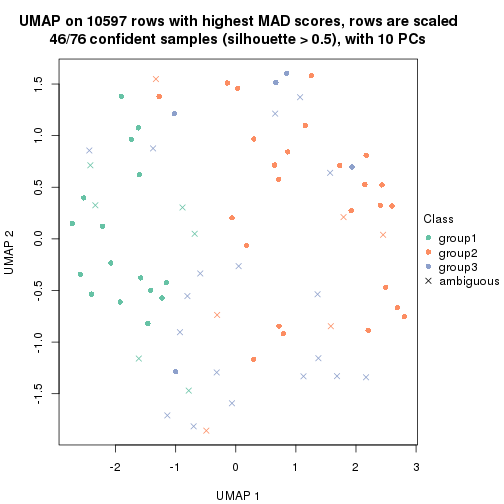 UMAP on 10597 rows with highest MAD scores, rows are scaled
46/76 confident samples (silhouette > 0.5), with 10 PCs
1.5
1.0
0.5
0.0
-0.5
-1.0
-1.5
UMAP 2
Class
group1
group2
group3
ambiguous
-2
-1
0
1
2
3
UMAP 1